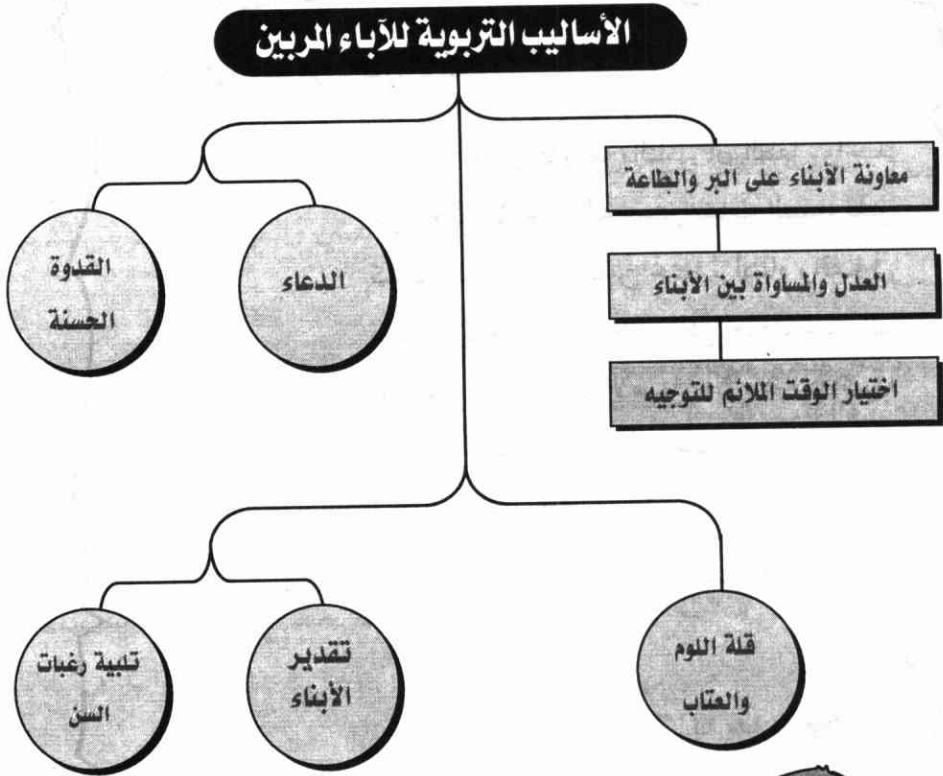 الأساليب التربوية للآباء المربين
معاونة الأبناء على البر والطاعة
العدل والمساواة بين الأبناء
اختيار الوقت الملائم للتوجيه
الدعاء
القدوة
الحسنة
قلة اللوم
والعتاب
تقدير
الأبناء
تلبية رغبات
السن